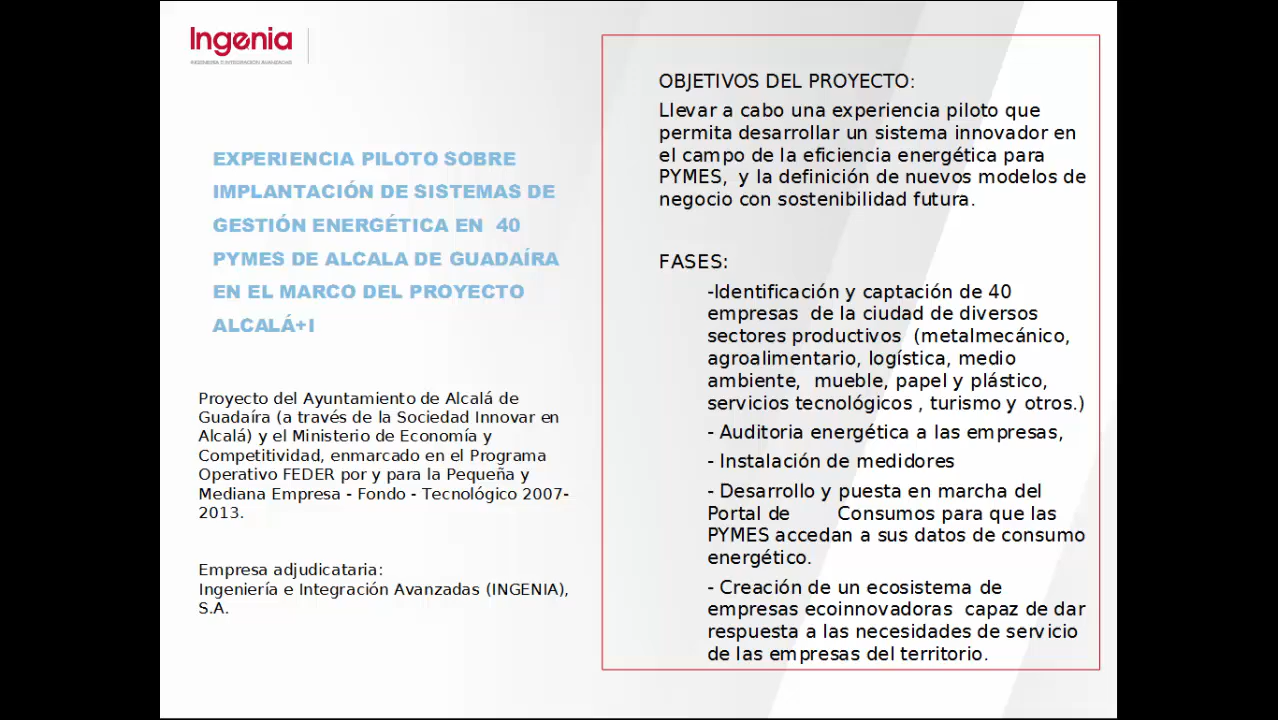 Ingenia
INGENIERÍA E INTEGRACIÓN AVANZADAS
EXPERIENCIA PILOTO SOBRE
IMPLANTACIÓN DE SISTEMAS DE
GESTIÓN ENERGÉTICA EN 40
PYMES DE ALCALA DE GUADAÍRA
EN EL MARCO DEL PROYECTO
ALCALÁ+I
Proyecto del Ayuntamiento de Alcalá de
Guadaíra (a través de la Sociedad Innovar en
Alcalá) y el Ministerio de Economía y
Competitividad, enmarcado en el Programa
Operativo FEDER por y para la Pequeña y
Mediana Empresa - Fondo - Tecnológico 2007-
2013.
Empresa adjudicataria:
Ingeniería e Integración Avanzadas (INGENIA),
S.A.
OBJETIVOS DEL PROYECTO:
Llevar a cabo una experiencia piloto que
permita desarrollar un sistema innovador en
el campo de la eficiencia energética para
PYMES, y la definición de nuevos modelos de
negocio con sostenibilidad futura.
FASES:
-Identificación y captación de 40
empresas de la ciudad de diversos
sectores productivos (metalmecánico,
agroalimentario, logística, medio
ambiente, mueble, papel y plástico,
servicios tecnológicos , turismo y otros.)
- Auditoria energética a las empresas,
- Instalación de medidores
- Desarrollo y puesta en marcha del
Portal de Consumos para que las
PYMES accedan a sus datos de consumo
energético.
- Creación de un ecosistema de
empresas ecoinnovadoras capaz de dar
respuesta a las necesidades de servicio
de las empresas del territorio.